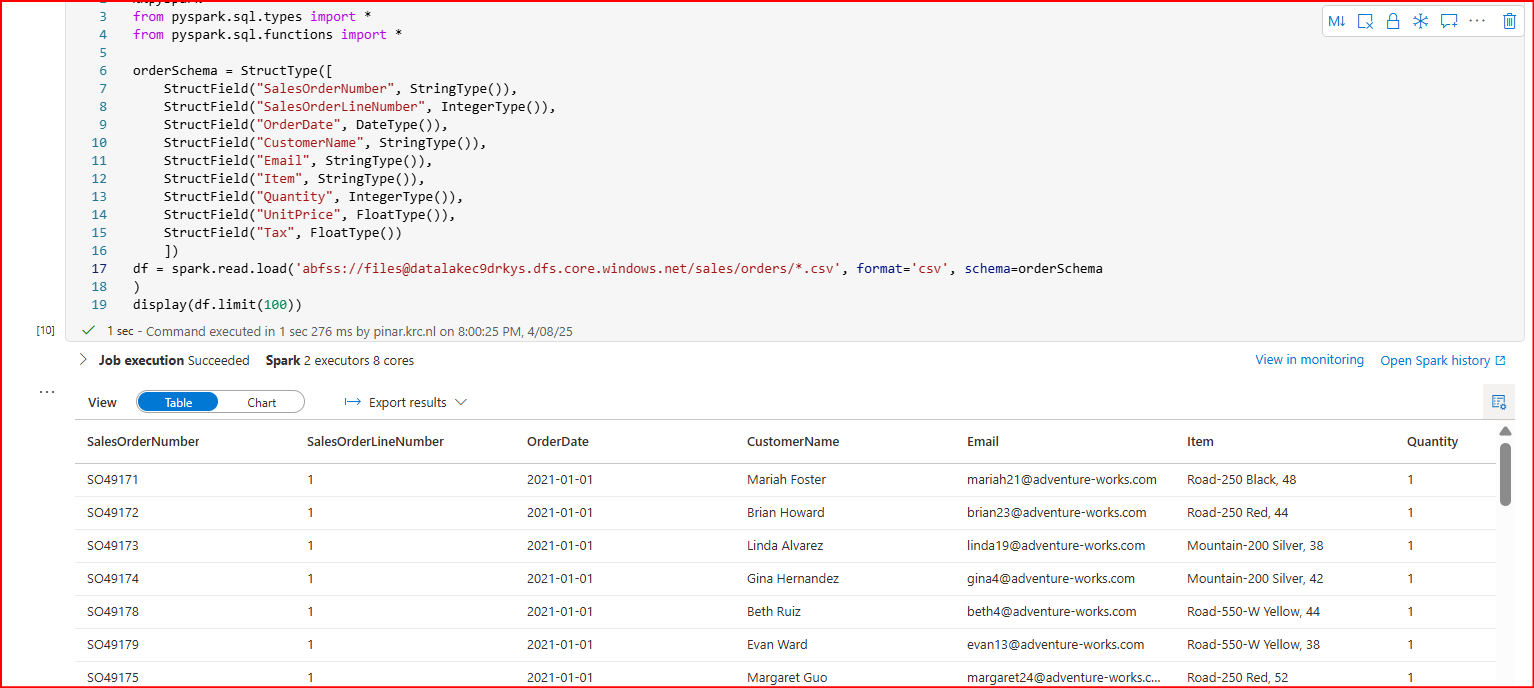 3 from pyspark.sql.types import *
4 from pyspark.sql.functions import *
5
6 orderSchema = StructType([
7     StructField("SalesOrderNumber", StringType()),
8     StructField("SalesOrderLineNumber", IntegerType()),
9     StructField("OrderDate", DateType()),
10     StructField("CustomerName", StringType()),
11     StructField("Email", StringType()),
12     StructField("Item", StringType()),
13     StructField("Quantity", IntegerType()),
14     StructField("UnitPrice", FloatType()),
15     StructField("Tax", FloatType())
16     ])
17 df = spark.read.load('abfss://files@datalakec9drkys.dfs.core.windows.net/sales/orders/*.csv', format='csv', schema=orderSchema
18 )
19 display(df.limit(100))
[10] 1 sec - Command executed in 1 sec 276 ms by pinar.krc.nl on 8:00:25 PM, 4/08/25
Job execution Succeeded Spark 2 executors 8 cores View in monitoring Open Spark history
View Table Chart Export results
SalesOrderNumber SalesOrderLineNumber OrderDate CustomerName Email Item Quantity
SO49171 1 2021-01-01 Mariah Foster mariah21@adventure-works.com Road-250 Black, 48 1
SO49172 1 2021-01-01 Brian Howard brian23@adventure-works.com Road-250 Red, 44 1
SO49173 1 2021-01-01 Linda Alvarez linda19@adventure-works.com Mountain-200 Silver, 38 1
SO49174 1 2021-01-01 Gina Hernandez gina4@adventure-works.com Mountain-200 Silver, 42 1
SO49178 1 2021-01-01 Beth Ruiz beth4@adventure-works.com Road-550-W Yellow, 44 1
SO49179 1 2021-01-01 Evan Ward evan13@adventure-works.com Road-550-W Yellow, 38 1
SO49175 1 2021-01-01 Margaret Guo margaret24@adventure-works.c... Road-250 Red, 52 1